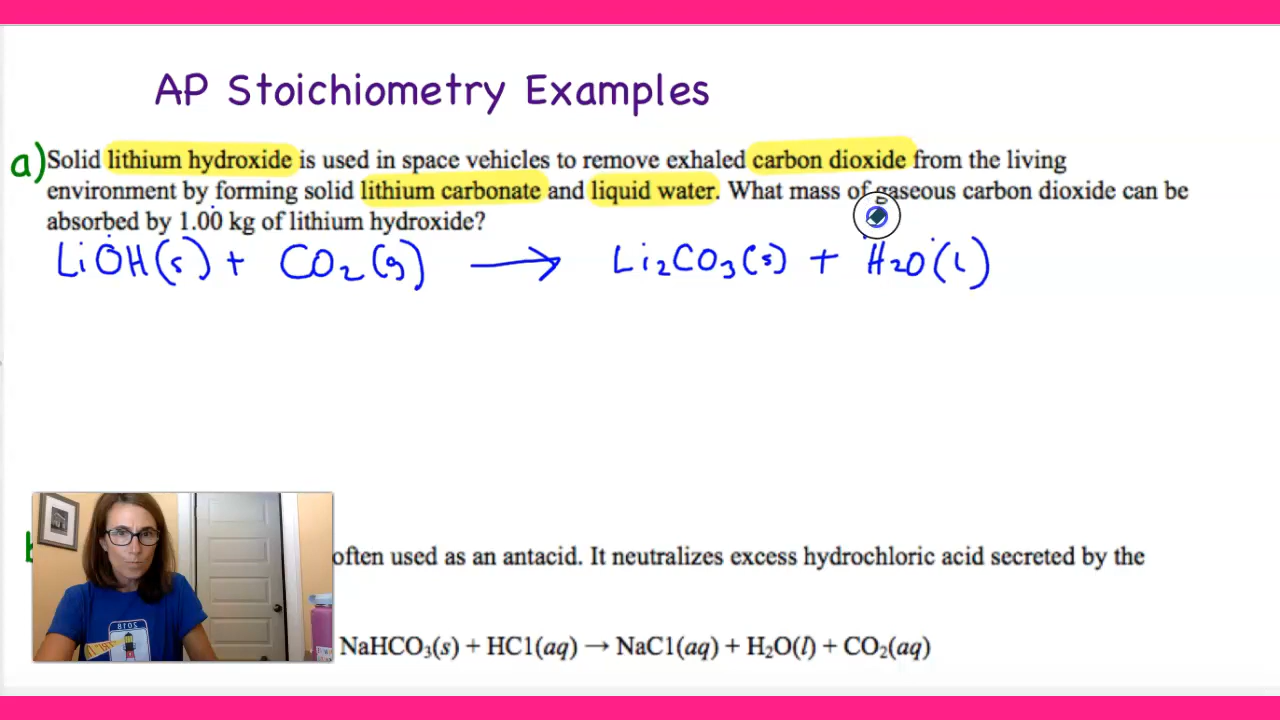 AP Stoichiometry Examples
a) Solid lithium hydroxide is used in space vehicles to remove exhaled carbon dioxide from the living
environment by forming solid lithium carbonate and liquid water. What mass of gaseous carbon dioxide can be
absorbed by 1.00 kg of lithium hydroxide?
LiOH(s) + CO₂(g) → Li₂CO₃(s) + H₂O(l)
often used as an antacid. It neutralizes excess hydrochloric acid secreted by the
2018
NaHCO₃(s) + HC1(aq) → NaC1(aq) + H₂O(l) + CO₂(aq)